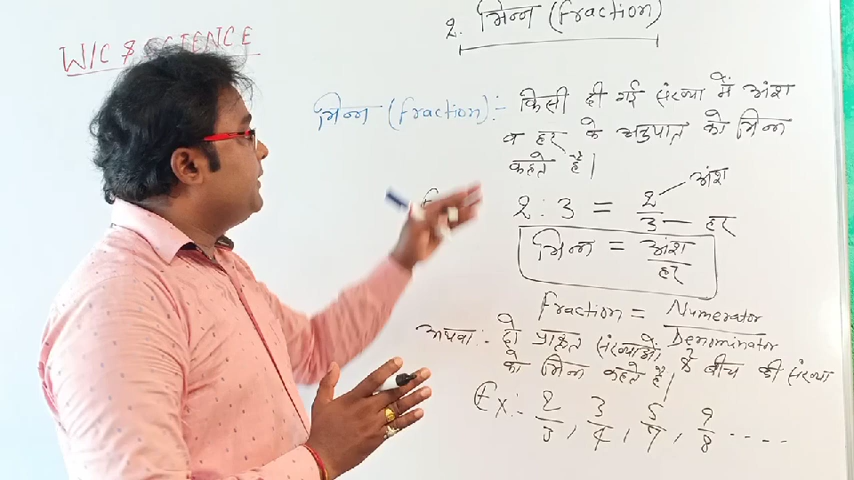 W/C & SCIENCE
2. भिन्न (fraction)
भिन्न (fraction):- किसी दी गई संख्या में अंश
व हर के अनुपात को भिन्न
कहते है।
2 : 3 = 2/3 अंश हर
भिन्न = अंश/हर
Fraction = Numerator/Denominator
अथवा:- दो प्राकृत संख्याओं के बीच की संख्या
को भिन्न कहते है।
Ex:- 2/3, 3/4, 5/7, 9/8 .....